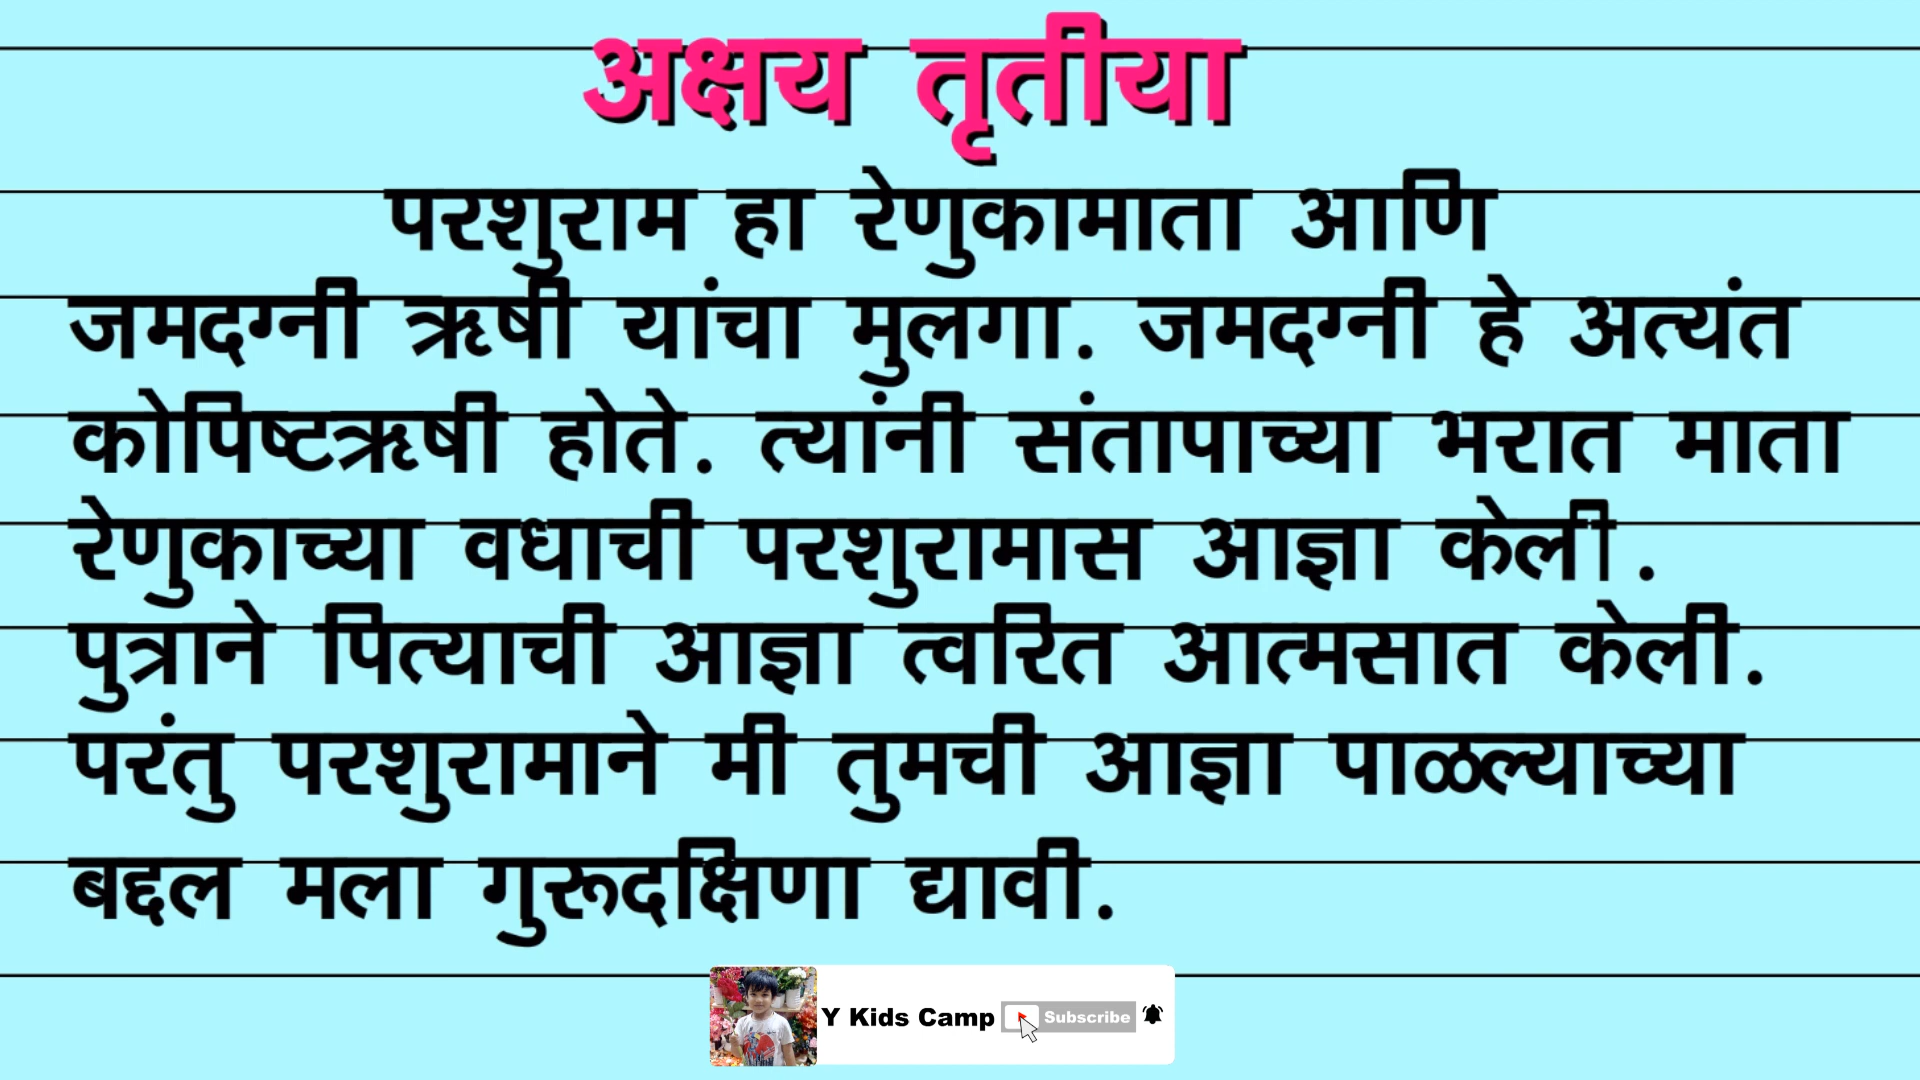 अक्षय तृतीया
परशुराम हा रेणुकामाता आणि
जमदग्नी ऋषी यांचा मुलगा. जमदग्नी हे अत्यंत
कोपिष्टऋषी होते. त्यांनी संतापाच्या भरात माता
रेणुकाच्या वधाची परशुरामास आज्ञा केली.
पुत्राने पित्याची आज्ञा त्वरित आत्मसात केली.
परंतु परशुरामाने मी तुमची आज्ञा पाळल्याच्या
बद्दल मला गुरुदक्षिणा द्यावी.
Y Kids Camp Subscribe